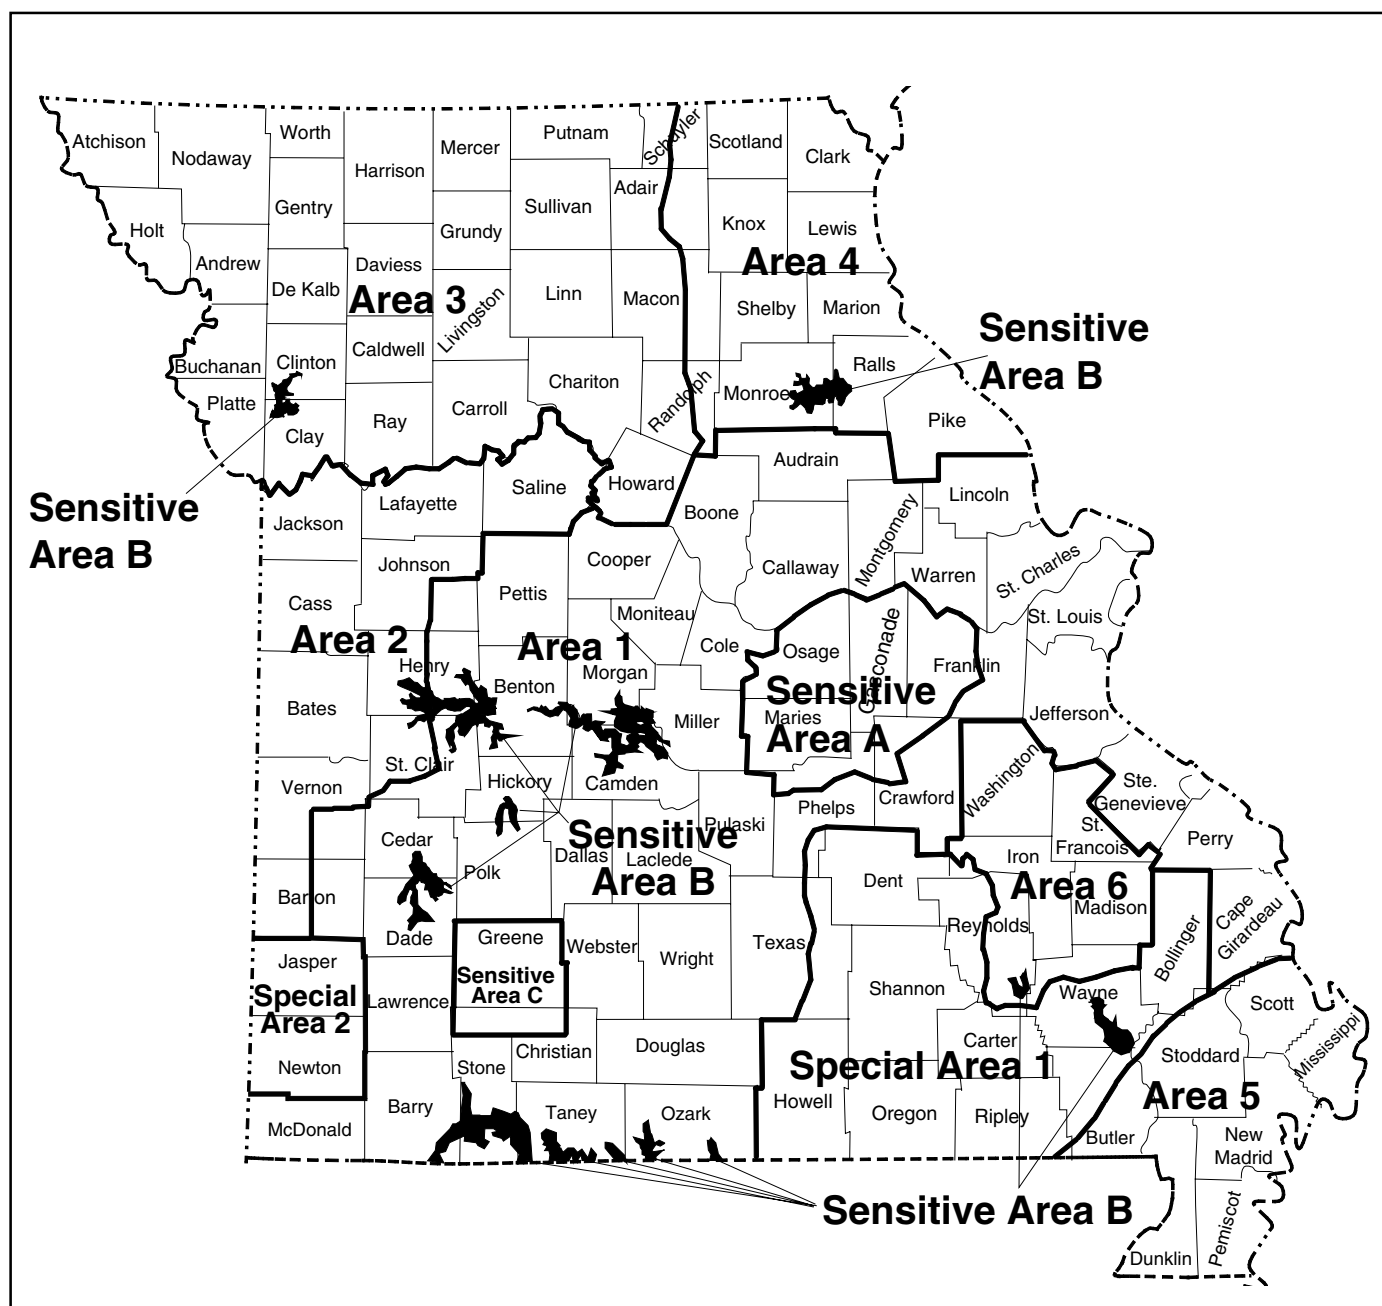 Atchison
Nodaway
Worth
Harrison
Mercer
Putnam
Schuyler
Scotland
Clark
Gentry
Sullivan
Adair
Holt
Grundy
Knox
Lewis
Andrew
De Kalb
Daviess
Area 3
Livingston
Linn
Macon
Area 4
Shelby
Marion
Sensitive
Area B
Buchanan
Clinton
Caldwell
Chariton
Randolph
Monroe
Ralls
Platte
Clay
Ray
Carroll
Pike
Sensitive
Area B
Jackson
Lafayette
Saline
Howard
Boone
Audrain
Montgomery
Lincoln
Johnson
Cooper
Callaway
Warren
St. Charles
Cass
Area 2
Pettis
Moniteau
Cole
St. Louis
Henry
Area 1
Benton
Morgan
Osage
Gasconade
Franklin
Sensitive
Area A
Maries
Bates
Miller
Jefferson
Vernon
St. Clair
Hickory
Camden
Phelps
Crawford
Washington
Ste.
Genevieve
St.
Francois
Perry
Cedar
Polk
Sensitive
Area B
Dallas
Laclede
Pulaski
Dent
Iron
Area 6
Madison
Barton
Dade
Greene
Sensitive
Area C
Webster
Wright
Texas
Reynolds
Bollinger
Cape
Girardeau
Jasper
Special
Area 2
Newton
Lawrence
Shannon
Wayne
Scott
Mississippi
Stone
Christian
Douglas
Carter
Special Area 1
Stoddard
Area 5
McDonald
Barry
Taney
Ozark
Howell
Oregon
Ripley
Butler
New
Madrid
Sensitive Area B
Dunklin
Pemiscot